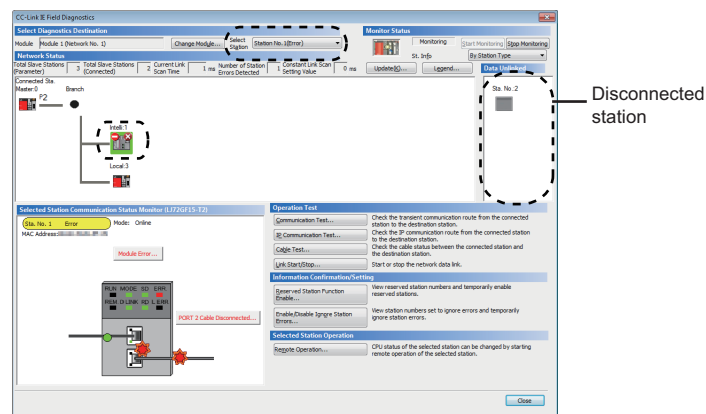 CC-Link IE Field Diagnostics
Select Diagnostics Destination
Monitor Status
Module Module 1 (Network No. 1)
Change Module...
Select Station
Station No.1(Error)
Monitoring
Start Monitoring
Stop Monitoring
St. Info
By Station Type
Network Status
Total Slave Stations (Parameter) 3
Total Slave Stations (Connected) 2
Current Link Scan Time 1 ms
Number of Station Errors Detected 1
Constant Link Scan Setting Value 0 ms
Update(K)...
Legend...
Data Unlinked
Connected Sta.
Master:0
Branch
P2
Sta. No.:2
Disconnected
station
Intelli:1
Local:3
Selected Station Communication Status Monitor (LJ72GF15-T2)
Sta. No. 1 Error
Mode: Online
MAC Address:
Module Error...
RUN MODE SD ERR.
REM D LINK RD L ERR
PORT 2 Cable Disconnected...
Operation Test
Communication Test...
Check the transient communication route from the connected
station to the destination station.
IP Communication Test...
Check the IP communication route from the connected station
to the destination station.
Cable Test...
Check the cable status between the connected station and
the destination station.
Link Start/Stop...
Start or stop the network data link.
Information Confirmation/Setting
Reserved Station Function
Enable...
View reserved station numbers and temporarily enable
reserved stations.
Enable/Disable Ignore Station
Errors...
View station numbers set to ignore errors and temporarily
ignore station errors.
Selected Station Operation
Remote Operation...
CPU status of the selected station can be changed by starting
remote operation of the selected station.
Close